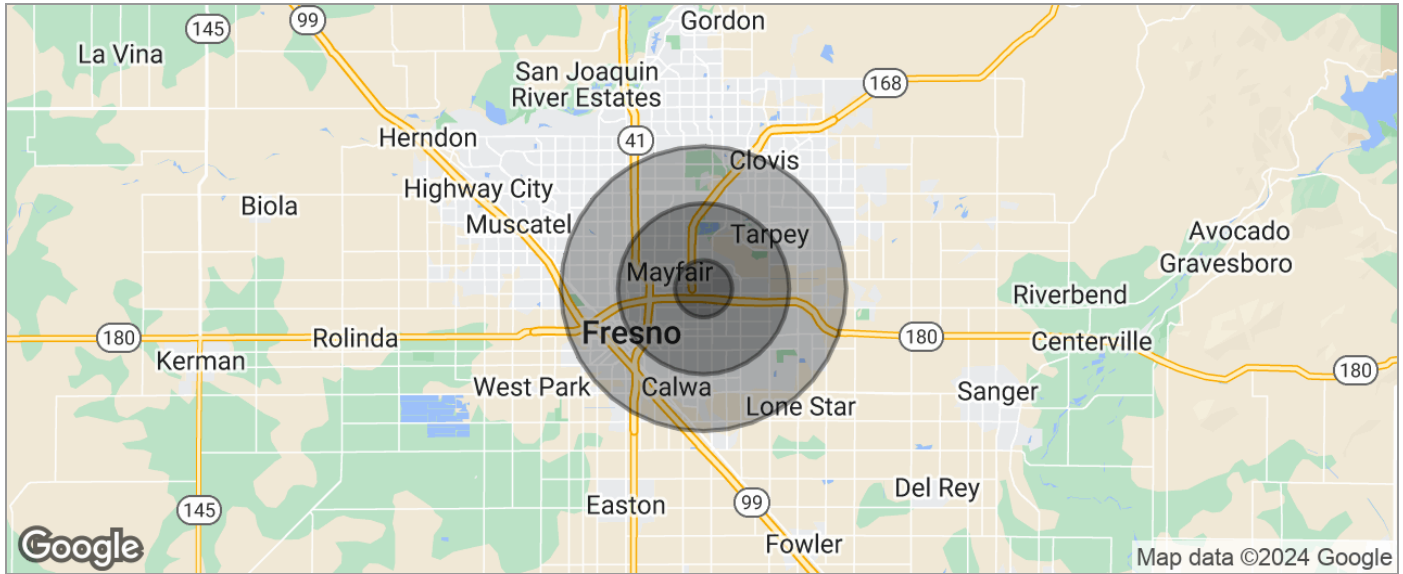 Gordon
99
145
La Vina
San Joaquin
River Estates
168
Herndon
41
Clovis
Highway City
Biola
Muscatel
Tarpey
Avocado
Gravesboro
Mayfair
Riverbend
Fresno
180
Rolinda
180
Centerville
Kerman
180
West Park
Calwa
Sanger
Lone Star
Del Rey
145
Easton
99
Fowler
Google
Map data ©2024 Google